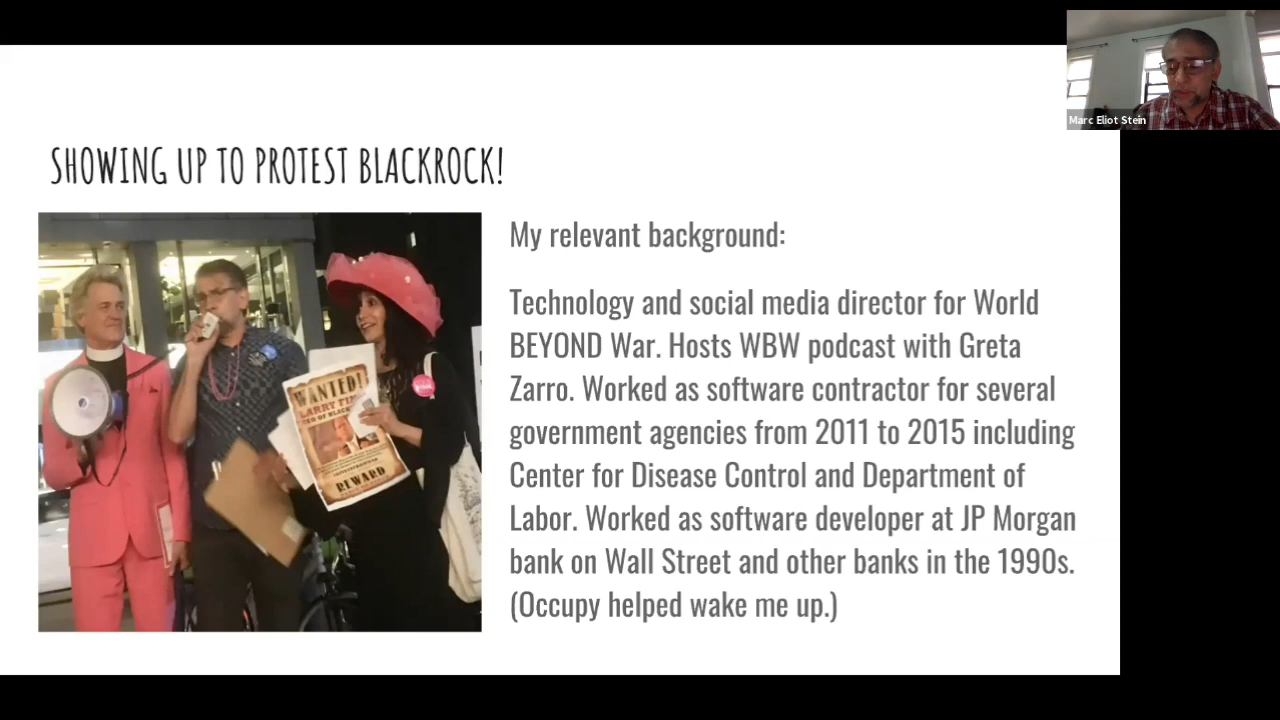 Marc Eliot Stein
SHOWING UP TO PROTEST BLACKROCK!
My relevant background:
Technology and social media director for World
BEYOND War. Hosts WBW podcast with Greta
Zarro. Worked as software contractor for several
government agencies from 2011 to 2015 including
Center for Disease Control and Department of
Labor. Worked as software developer at JP Morgan
bank on Wall Street and other banks in the 1990s.
(Occupy helped wake me up.)
WANTED!
LARRY
OF
REWARD